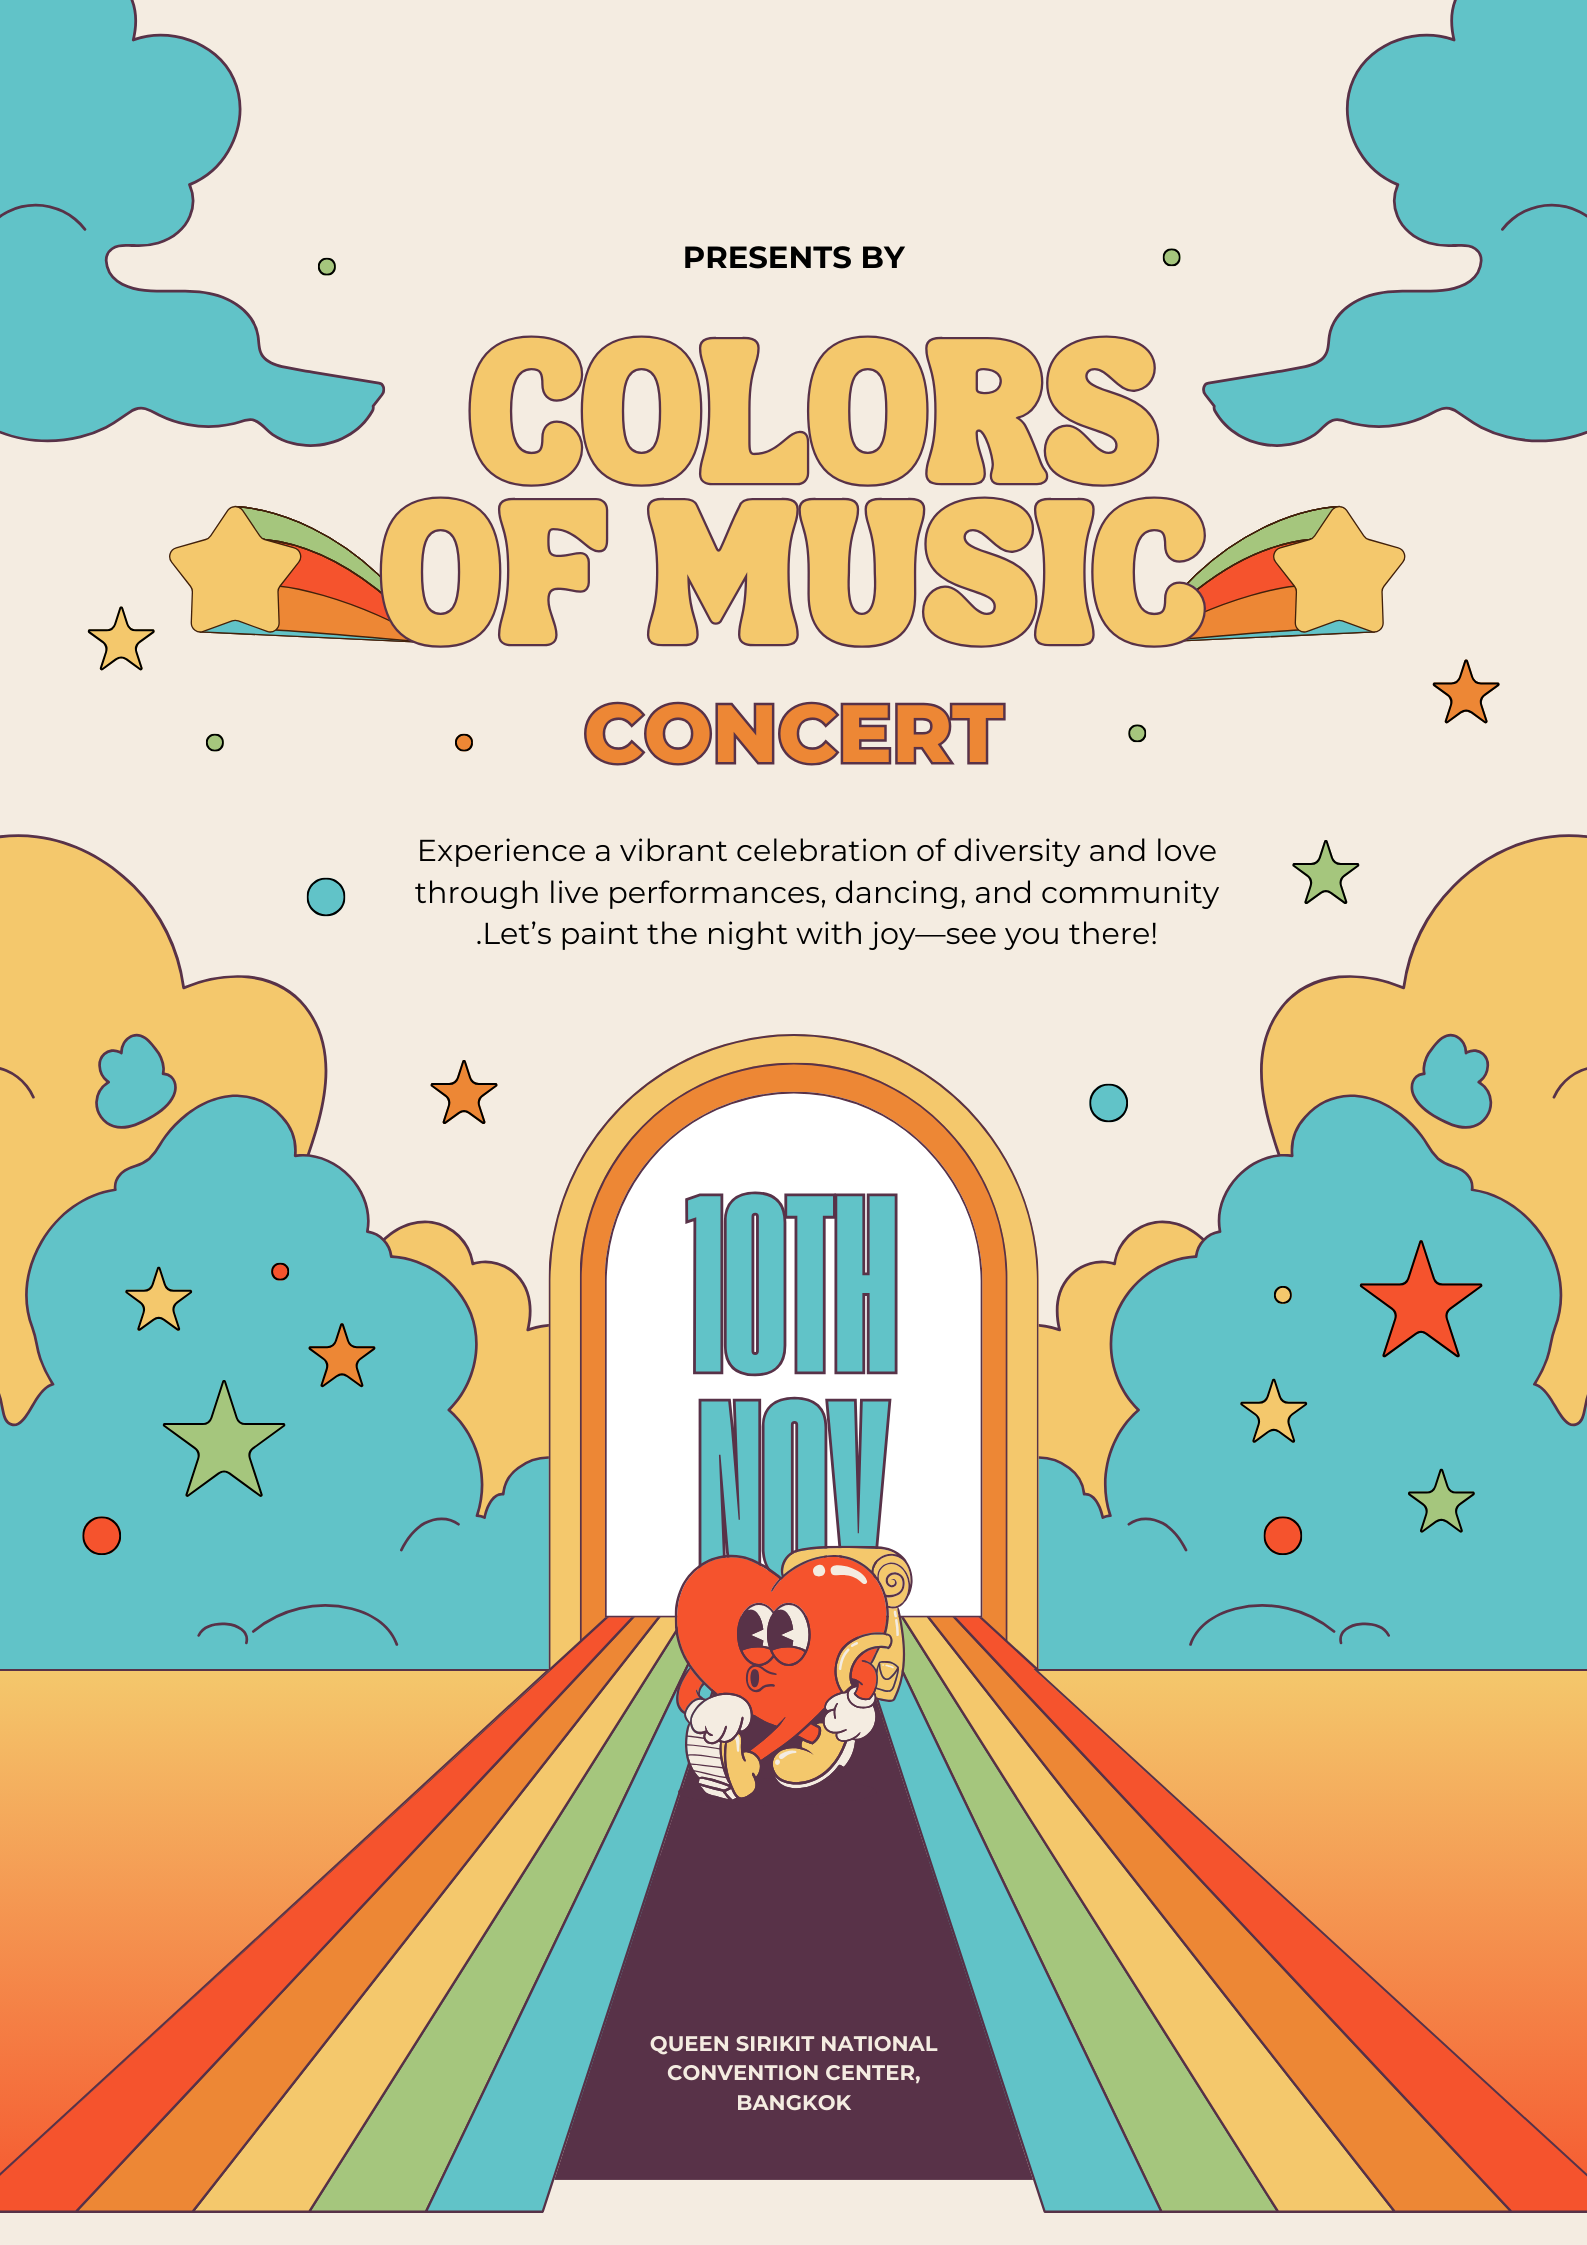 PRESENTS BY
COLORS
OF MUSIC
CONCERT
Experience a vibrant celebration of diversity and love
through live performances, dancing, and community
.Let’s paint the night with joy—see you there!
10TH
NOV
QUEEN SIRIKIT NATIONAL
CONVENTION CENTER,
BANGKOK